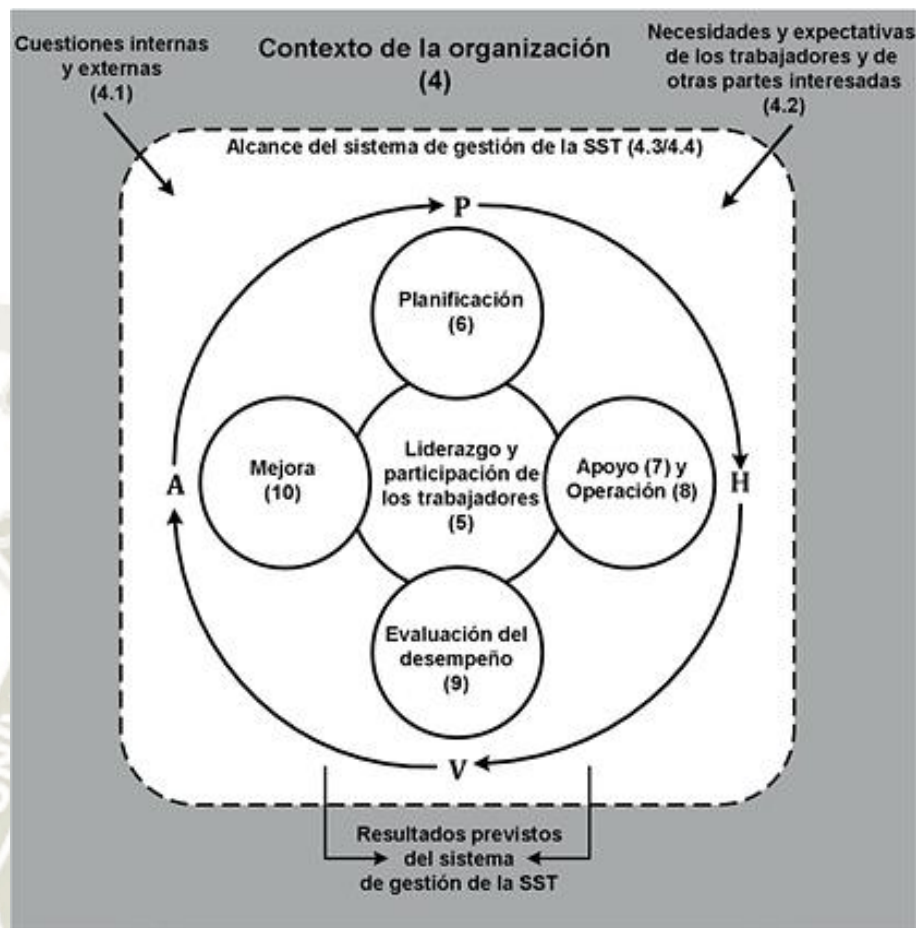 Cuestiones internas
y externas
(4.1)
Contexto de la organización
(4)
Necesidades y expectativas
de los trabajadores y de
otras partes interesadas
(4.2)
Alcance del sistema de gestión de la SST (4.3/4.4)
P
Planificación
(6)
A
Mejora
(10)
Liderazgo y
participación de
los trabajadores
(5)
Apoyo (7) y
Operación (8)
H
Evaluación del
desempeño
(9)
V
Resultados previstos
del sistema
de gestión de la SST